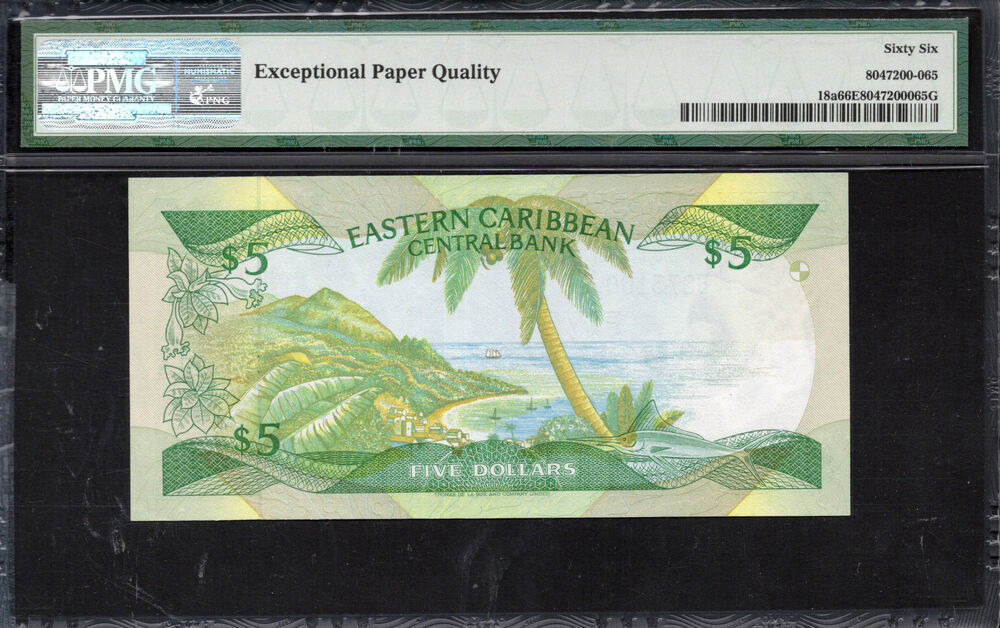 PMG
PAPER MONEY GUARANTY
NUMISMATIC
PNG
Exceptional Paper Quality
Sixty Six
8047200-065
18a66E8047200065G
EASTERN CARIBBEAN
CENTRAL BANK
$5
$5
$5
FIVE DOLLARS
THOMAS DE LA RUE AND COMPANY LIMITED